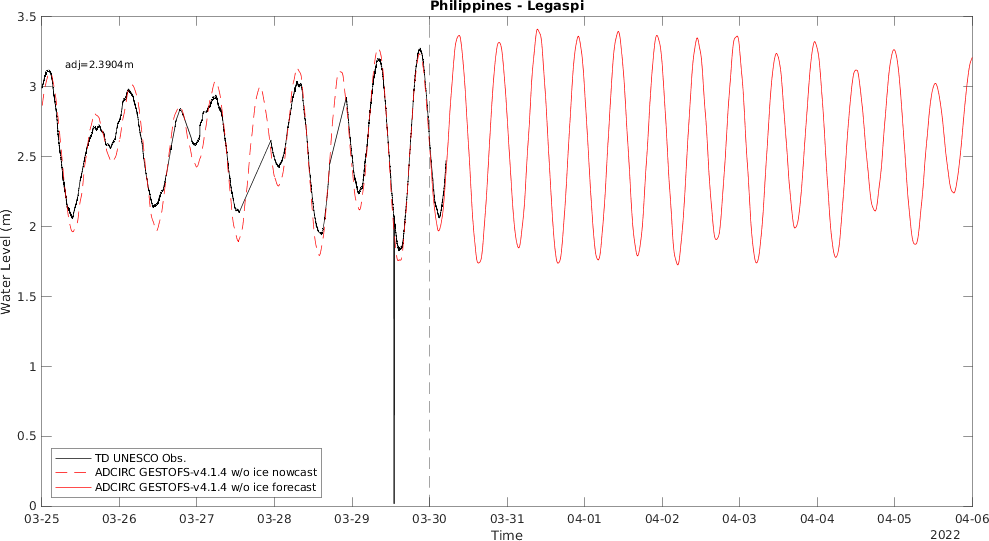 Philippines - Legaspi
adj=2.3904m
3.5
3
2.5
2
1.5
1
0.5
0
Water Level (m)
TD UNESCO Obs.
ADCIRC GESTOFS-v4.1.4 w/o ice nowcast
ADCIRC GESTOFS-v4.1.4 w/o ice forecast
03-25 03-26 03-27 03-28 03-29 03-30 03-31 04-01 04-02 04-03 04-04 04-05 04-06
Time
2022